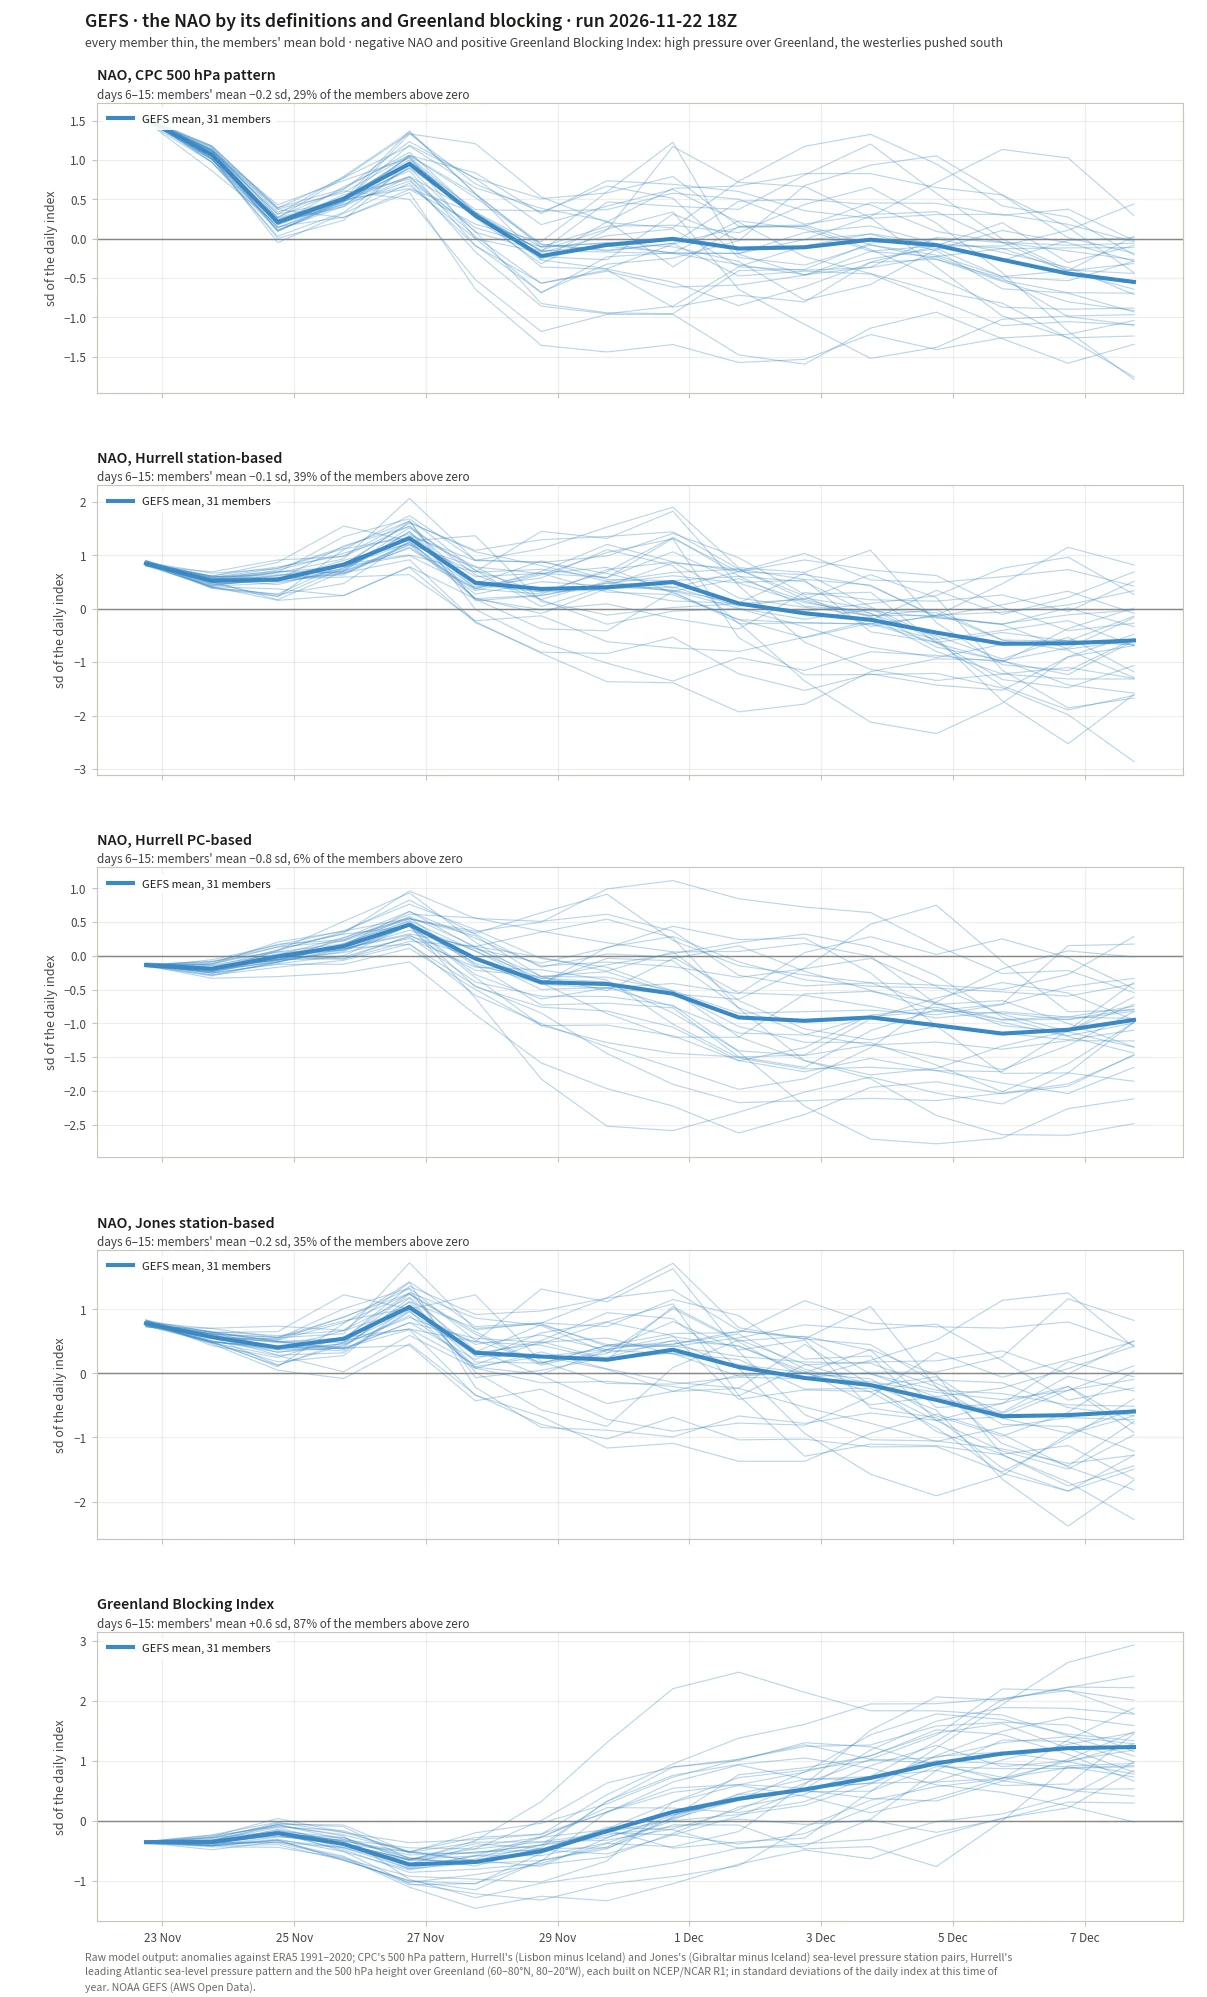 GEFS · the NAO by its definitions and Greenland blocking · run 2026-11-22 18Z
every member thin, the members' mean bold · negative NAO and positive Greenland Blocking Index: high pressure over Greenland, the westerlies pushed south
NAO, CPC 500 hPa pattern
days 6–15: members' mean −0.2 sd, 29% of the members above zero
GEFS mean, 31 members
1.5
1.0
0.5
0.0
−0.5
−1.0
−1.5
sd of the daily index
NAO, Hurrell station-based
days 6–15: members' mean −0.1 sd, 39% of the members above zero
GEFS mean, 31 members
2
1
0
−1
−2
−3
sd of the daily index
NAO, Hurrell PC-based
days 6–15: members' mean −0.8 sd, 6% of the members above zero
GEFS mean, 31 members
1.0
0.5
0.0
−0.5
−1.0
−1.5
−2.0
−2.5
sd of the daily index
NAO, Jones station-based
days 6–15: members' mean −0.2 sd, 35% of the members above zero
GEFS mean, 31 members
1
0
−1
−2
sd of the daily index
Greenland Blocking Index
days 6–15: members' mean +0.6 sd, 87% of the members above zero
GEFS mean, 31 members
3
2
1
0
−1
sd of the daily index
23 Nov 25 Nov 27 Nov 29 Nov 1 Dec 3 Dec 5 Dec 7 Dec
Raw model output: anomalies against ERA5 1991–2020; CPC's 500 hPa pattern, Hurrell's (Lisbon minus Iceland) and Jones's (Gibraltar minus Iceland) sea-level pressure station pairs, Hurrell's
leading Atlantic sea-level pressure pattern and the 500 hPa height over Greenland (60–80°N, 80–20°W), each built on NCEP/NCAR R1; in standard deviations of the daily index at this time of
year. NOAA GEFS (AWS Open Data).